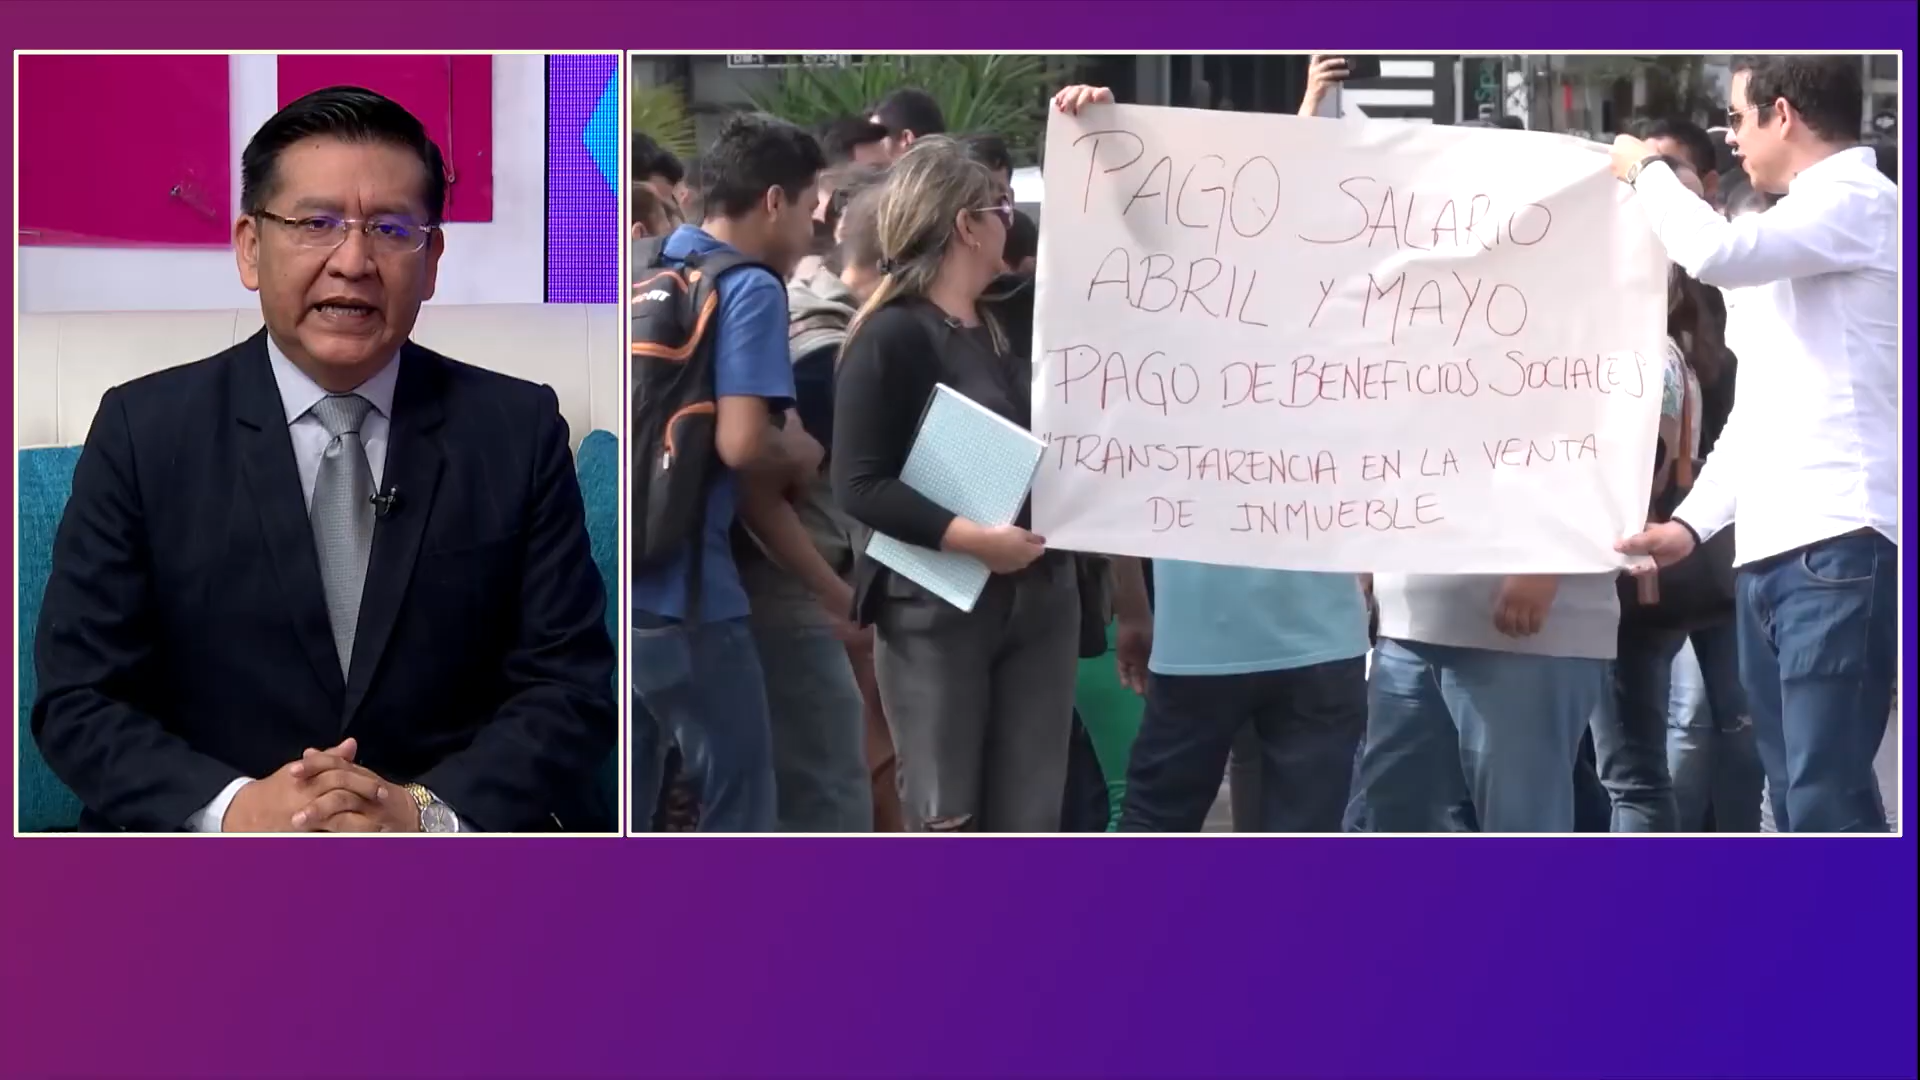 PAGO SALARIO
ABRIL Y MAYO
PAGO DE BENEFICIOS SOCIALES
"TRANSTARENCIA EN LA VENTA
DE INMUEBLE